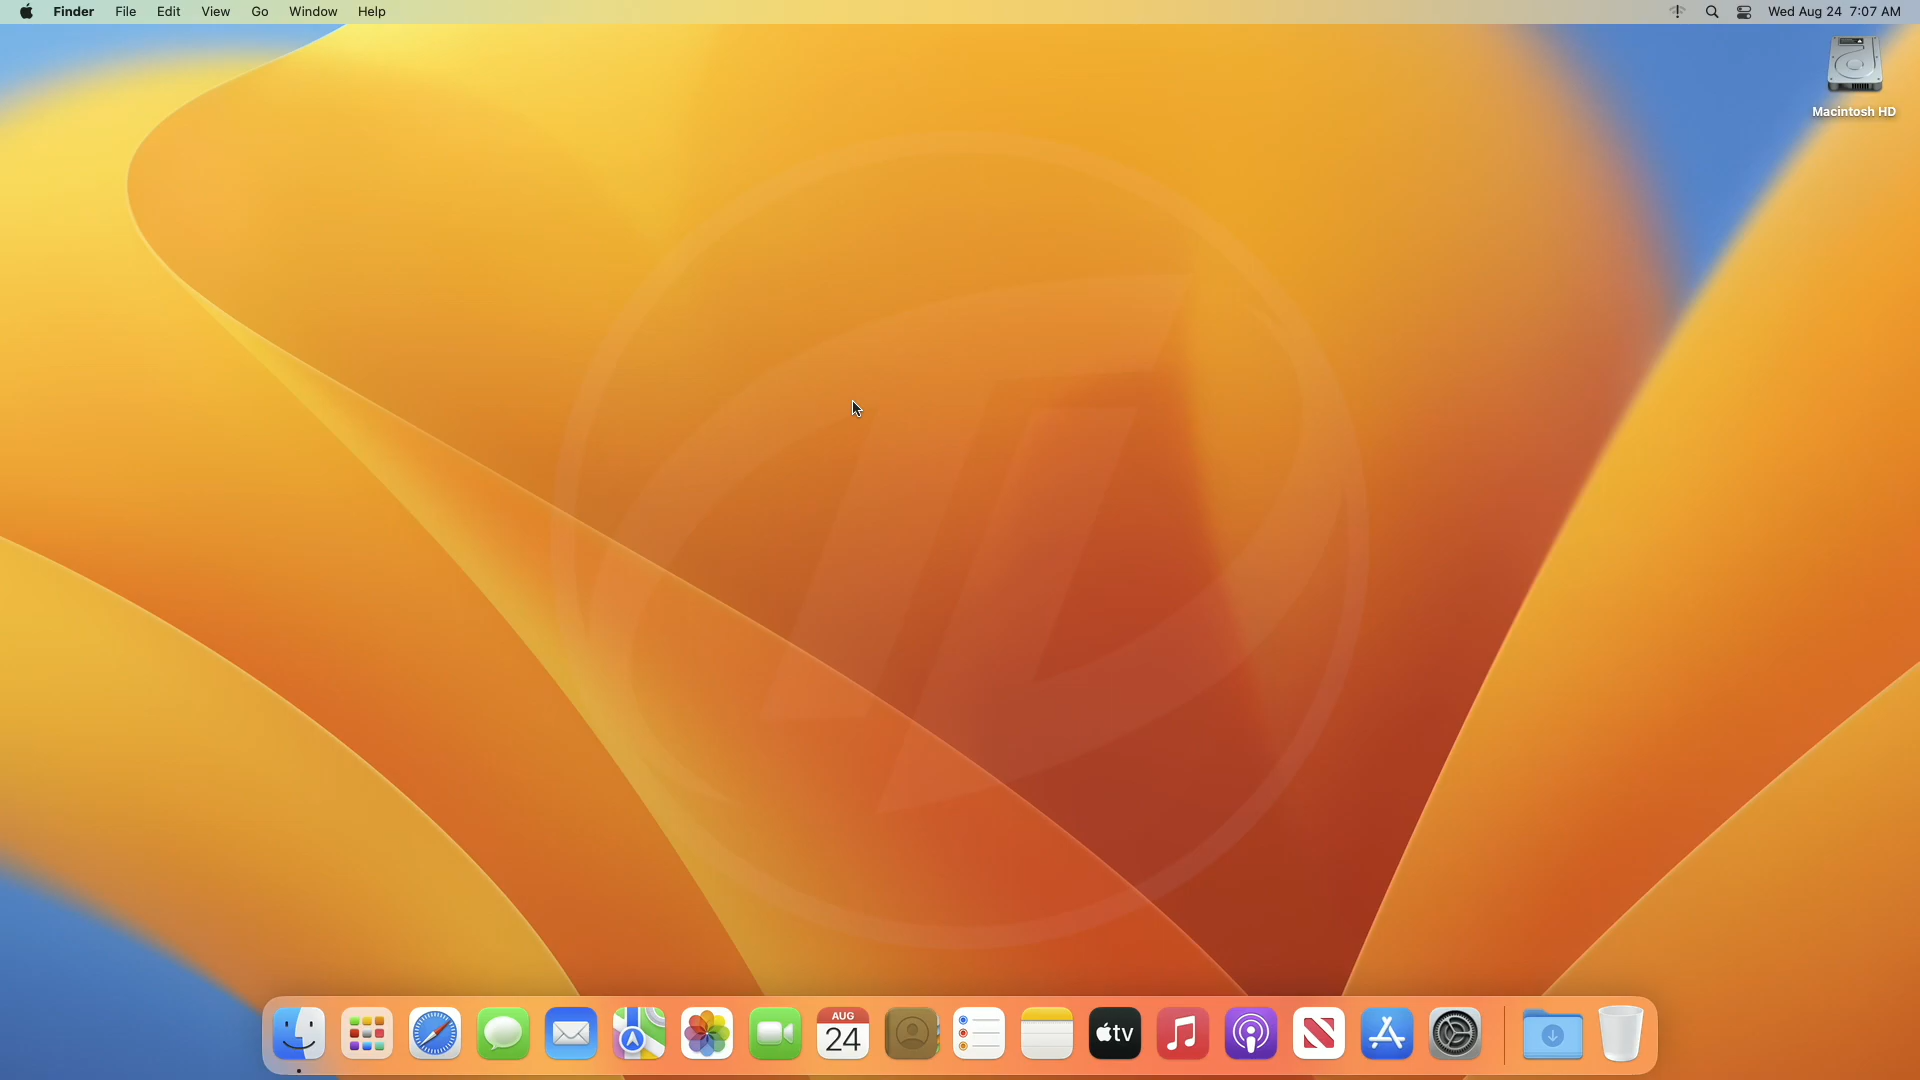 Finder File Edit View Go Window Help Wed Aug 24 7:07 AM
Macintosh HD
AUG
24
tv